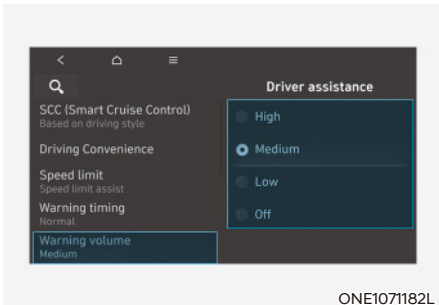 Driver assistance
SCC (Smart Cruise Control)
Based on driving style
Driving Convenience
Speed limit
Speed limit assist
Warning timing
Normal
Warning volume
Medium
High
Medium
Low
Off
ONE1071182L